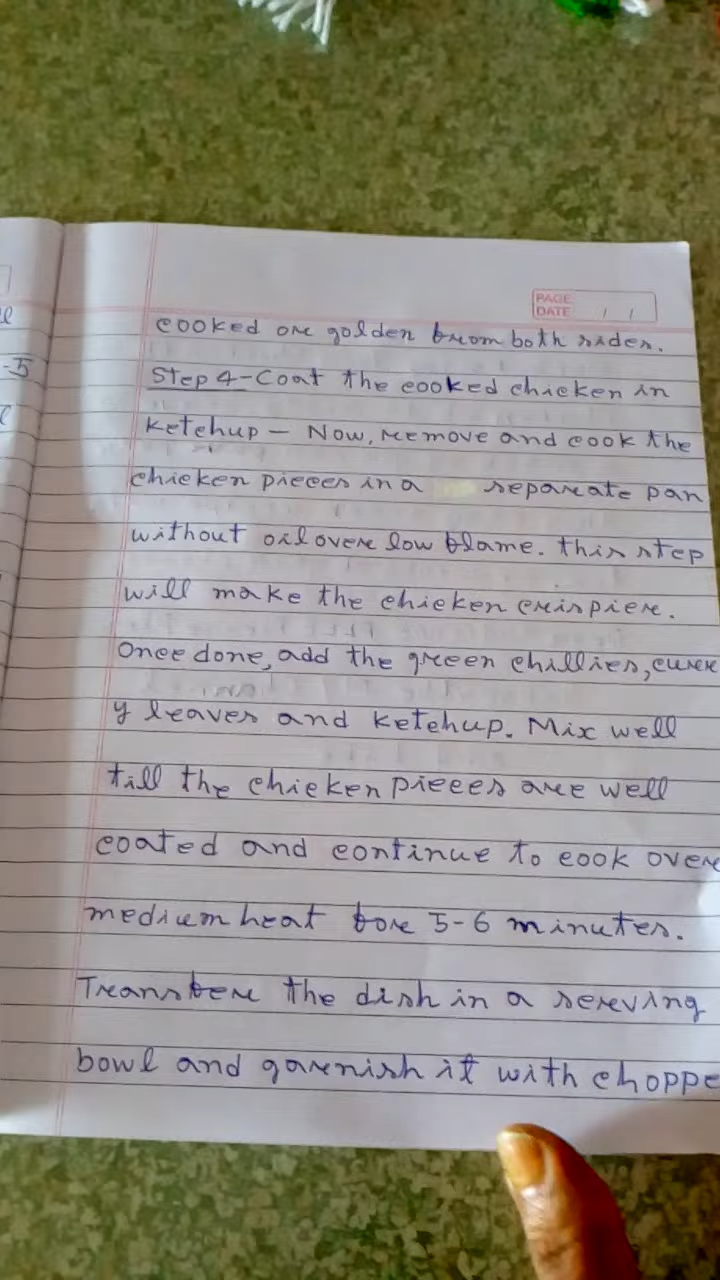 PAGE
DATE / /
cooked or golden from both sides.
Step 4-Coat the cooked chicken in
ketchup - Now, remove and cook the
chicken pieces in a separate pan
without oil over low flame. this step
will make the chicken crispier.
Once done, add the green chillies, curr
y leaves and ketchup. Mix well
till the chicken pieces are well
coated and continue to cook over
medium heat for 5-6 minutes.
Transfer the dish in a serving
bowl and garnish it with choppe
-5